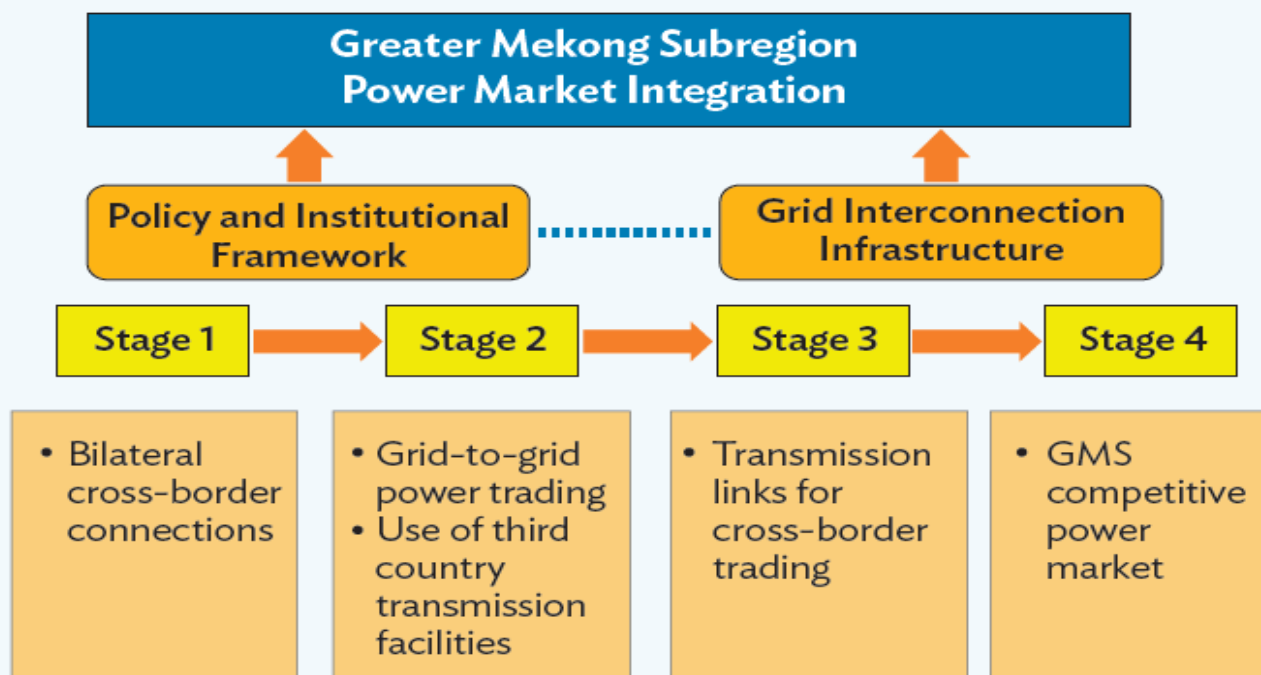 Greater Mekong Subregion
Power Market Integration
Policy and Institutional
Framework
Grid Interconnection
Infrastructure
Stage 1
Stage 2
Stage 3
Stage 4
• Bilateral
cross-border
connections
• Grid-to-grid
power trading
• Use of third
country
transmission
facilities
• Transmission
links for
cross-border
trading
• GMS
competitive
power
market